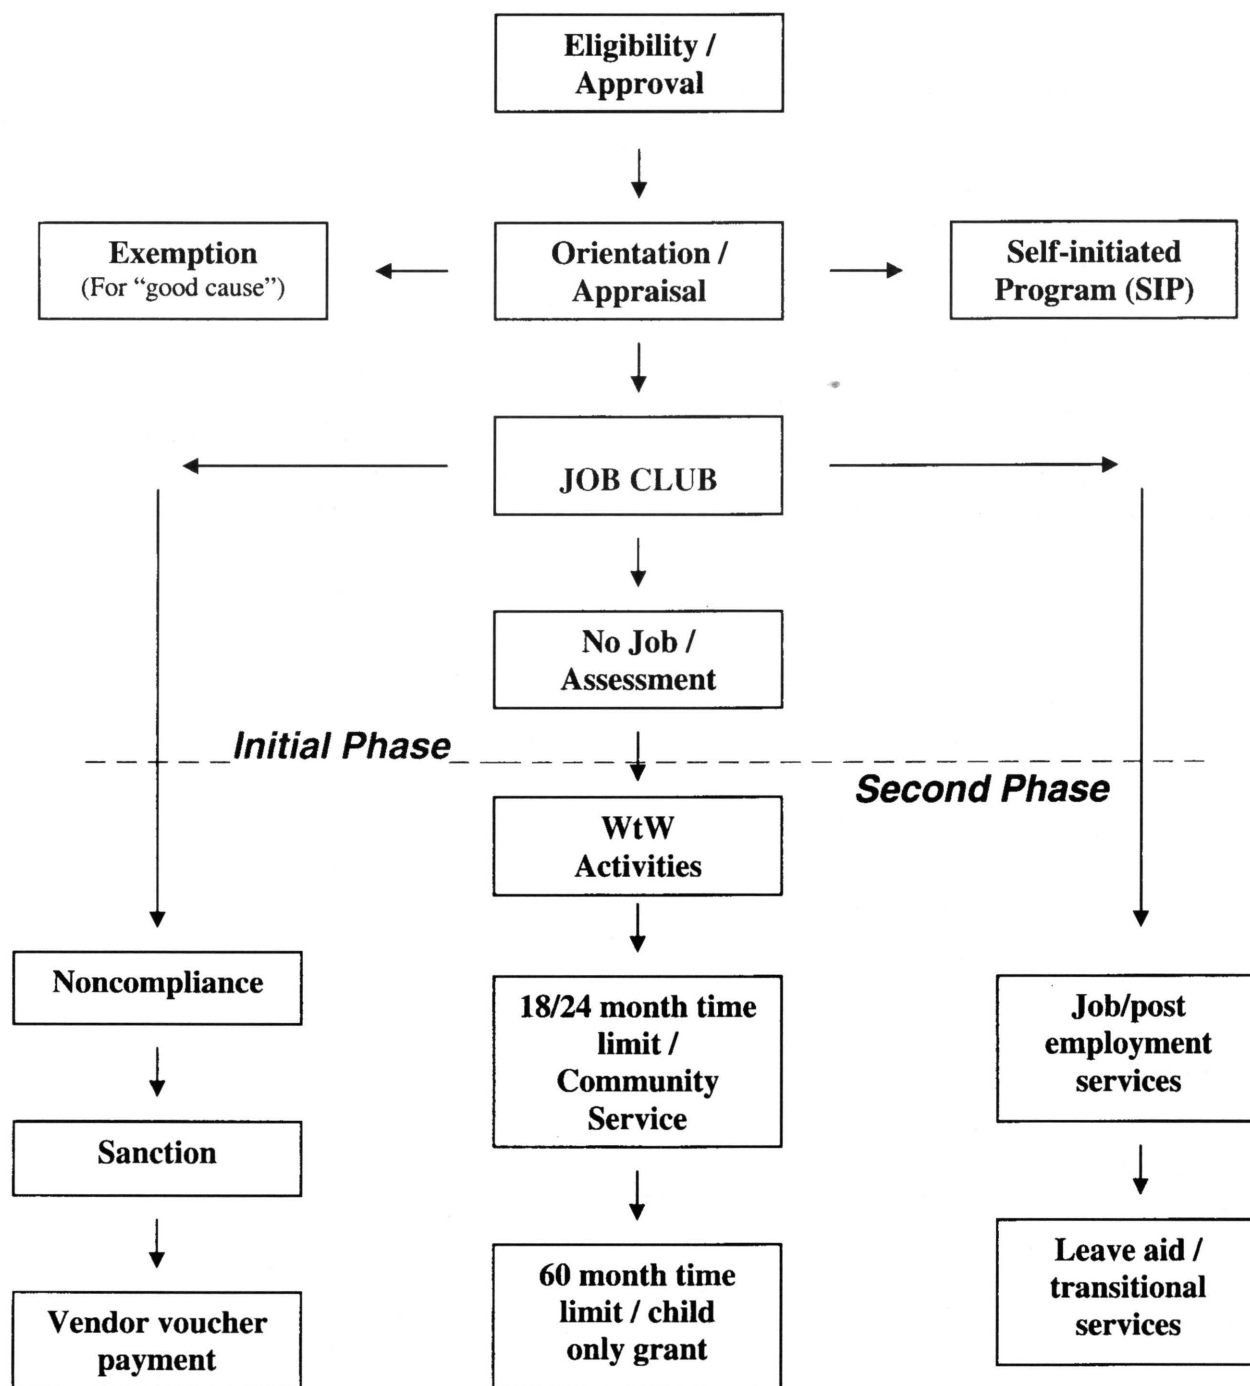 Eligibility /
Approval
Exemption
(For “good cause”)
Orientation /
Appraisal
Self-initiated
Program (SIP)
JOB CLUB
No Job /
Assessment
Initial Phase
Second Phase
WtW
Activities
Noncompliance
18/24 month time
limit /
Community
Service
Job/post
employment
services
Sanction
Leave aid /
transitional
services
60 month time
limit / child
only grant
Vendor voucher
payment